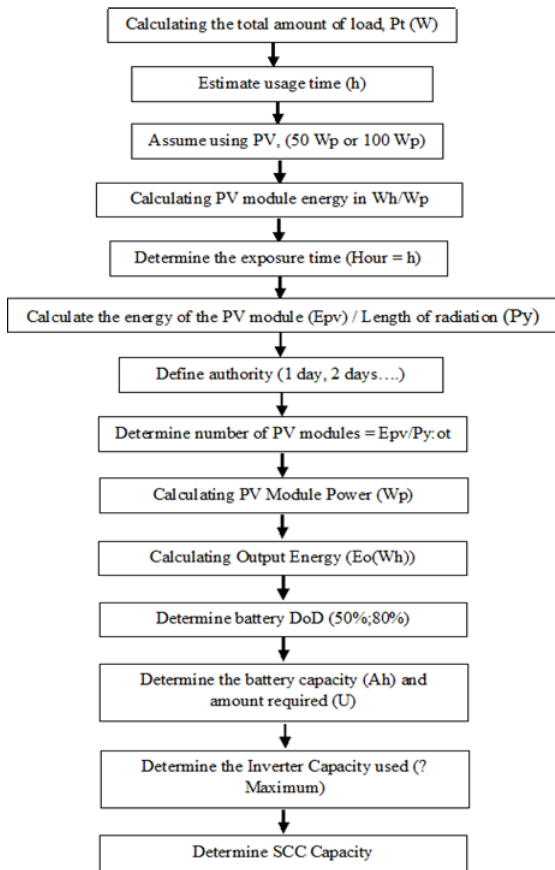 Calculating the total amount of load, Pt (W)
Estimate usage time (h)
Assume using PV, (50 Wp or 100 Wp)
Calculating PV module energy in Wh/Wp
Determine the exposure time (Hour = h)
Calculate the energy of the PV module (Epv) / Length of radiation (Py)
Define authority (1 day, 2 days….)
Determine number of PV modules = Epv/Py:ot
Calculating PV Module Power (Wp)
Calculating Output Energy (Eo(Wh))
Determine battery DoD (50%;80%)
Determine the battery capacity (Ah) and
amount required (U)
Determine the Inverter Capacity used (?
Maximum)
Determine SCC Capacity